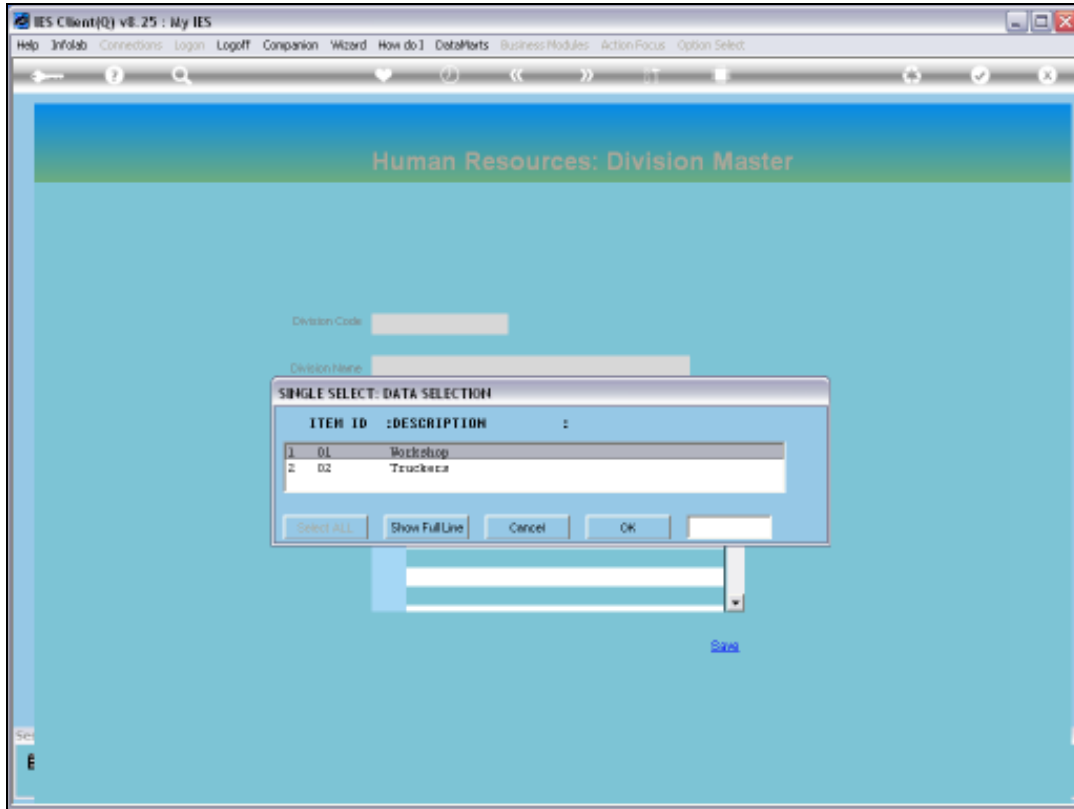 IES Client(Q) v8.25 : My IES
Help Infolab Connections Logon Logoff Companion Wizard How do I DataMarts Business Modules Action Focus Option Select
Human Resources: Division Master
Division Code
Division Name
SINGLE SELECT: DATA SELECTION
ITEM ID :DESCRIPTION :
1 01 Workshop
2 02 Truckers
Select ALL Show Full Line Cancel OK
Save